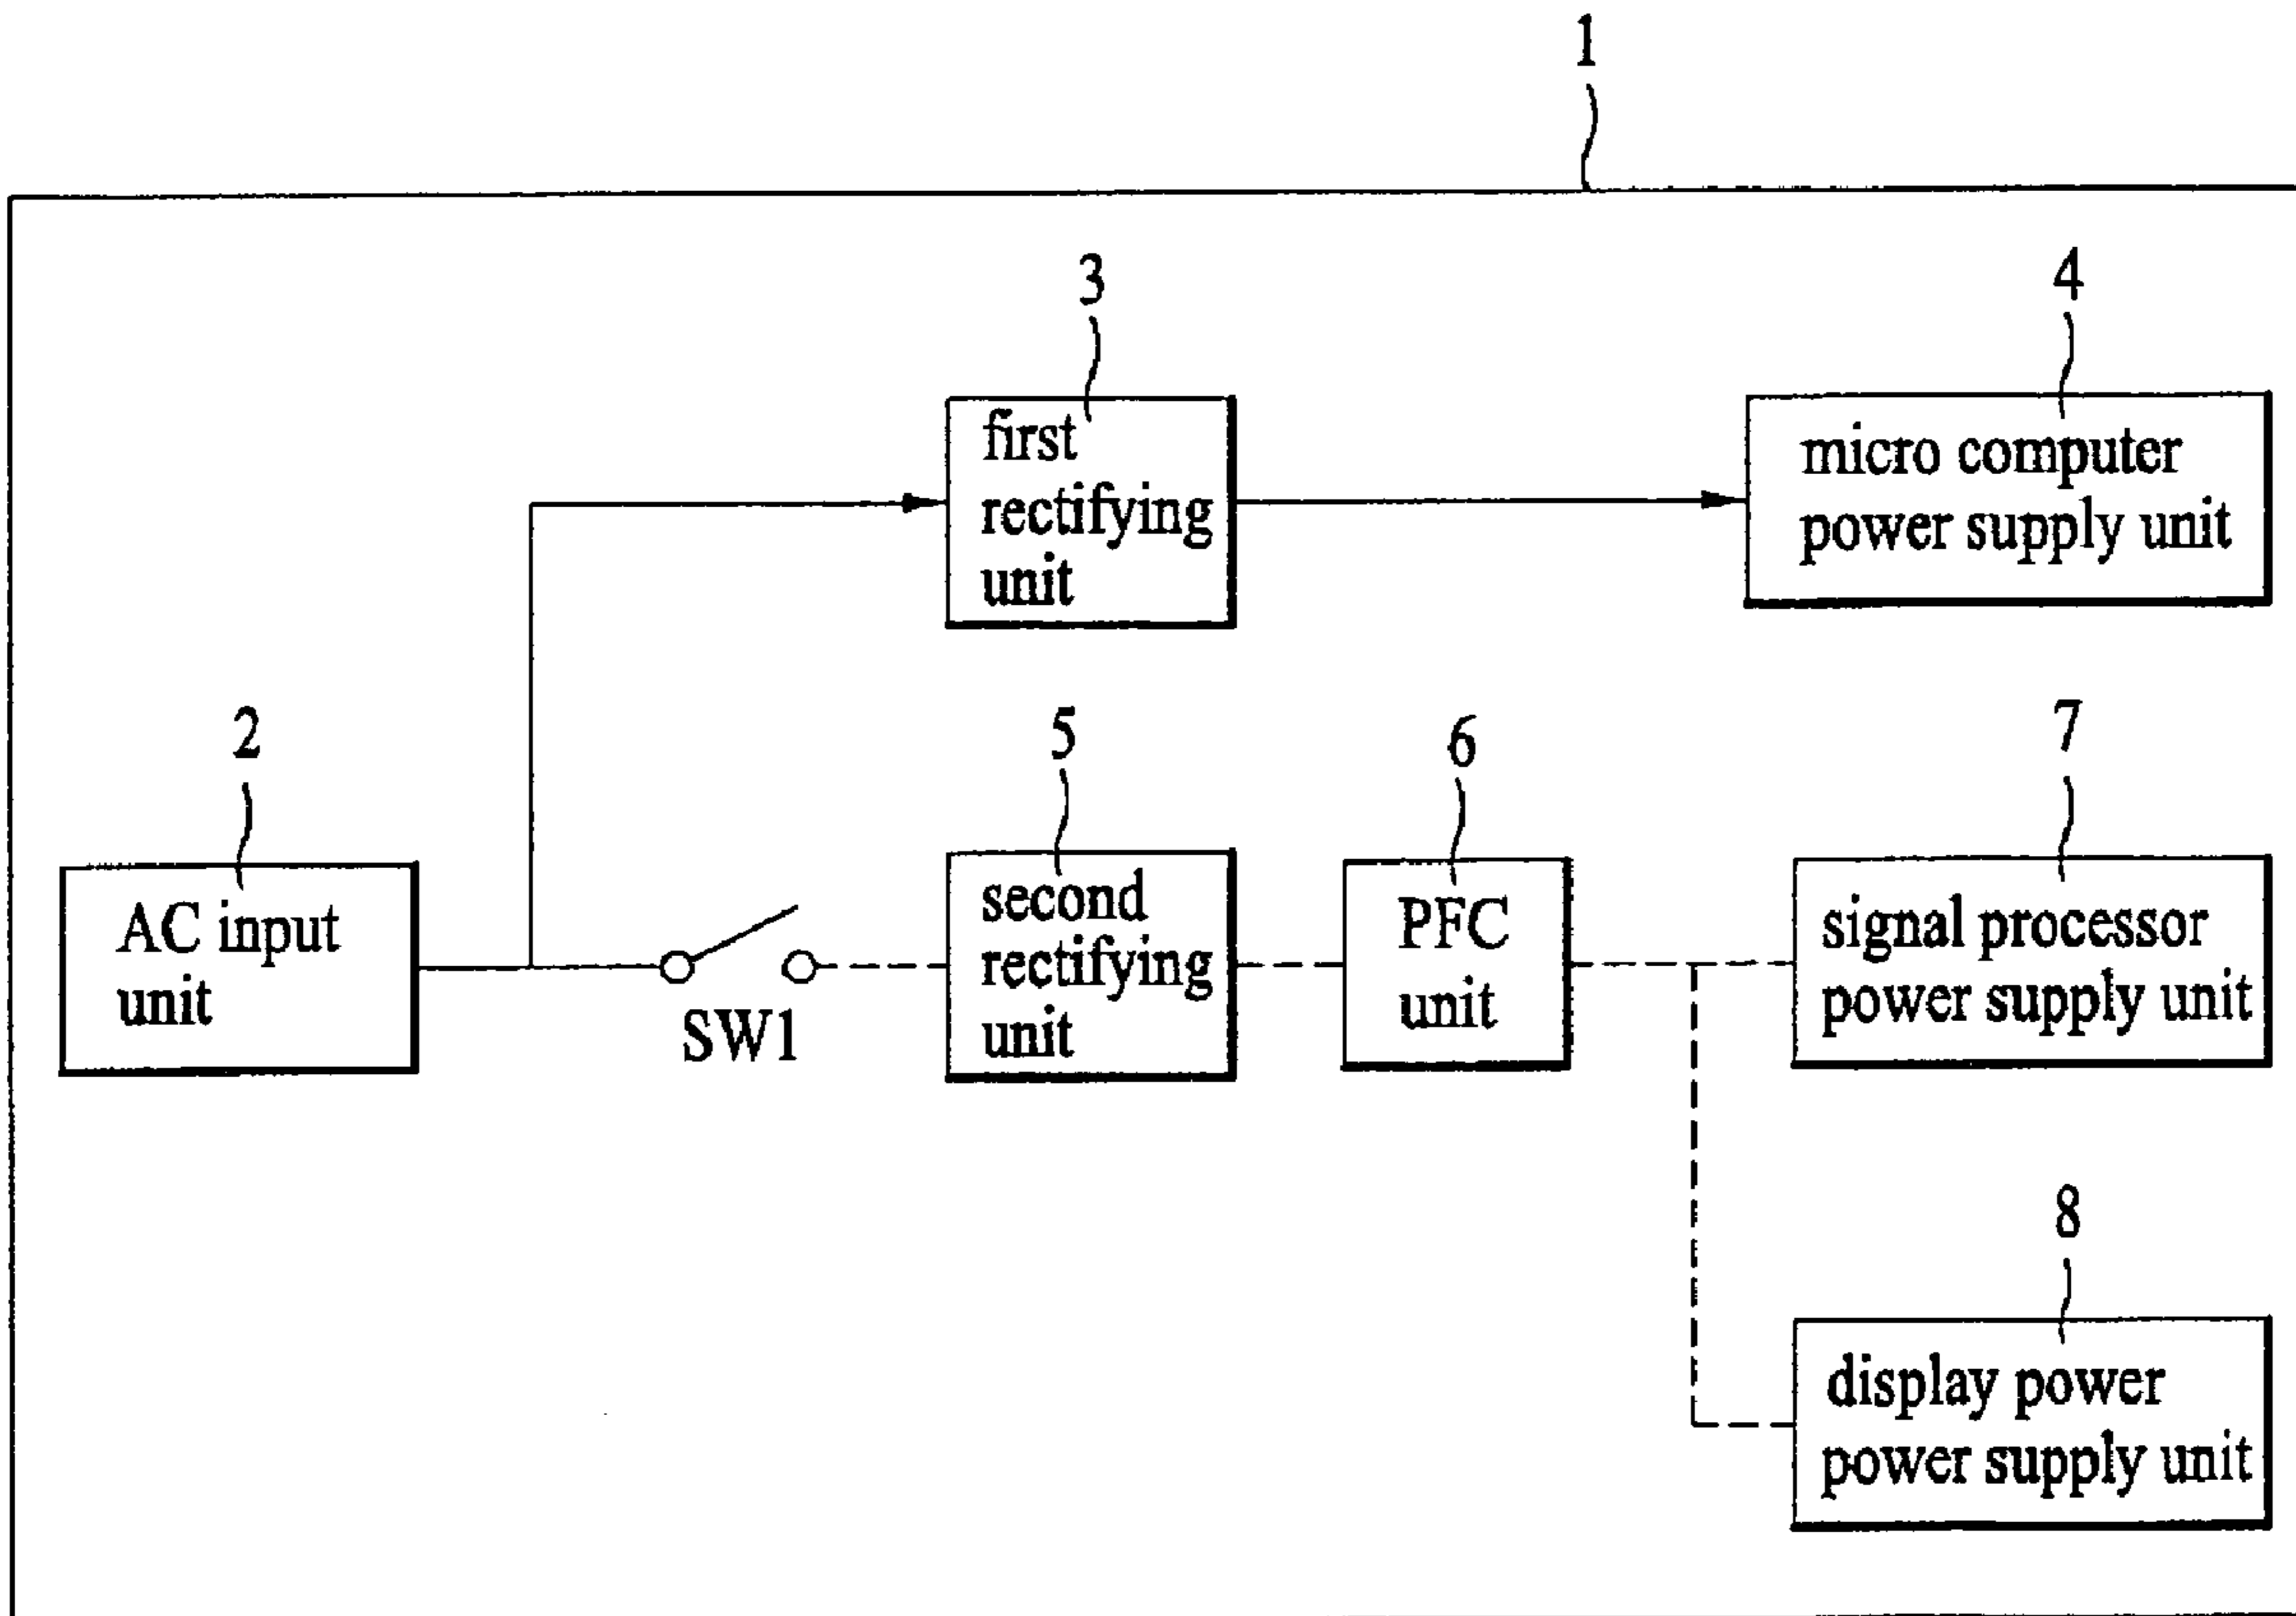 1
3
first
rectifying
unit
4
micro computer
power supply unit
2
AC input
unit
SW1
5
second
rectifying
unit
6
PFC
unit
7
signal processor
power supply unit
8
display power
power supply unit